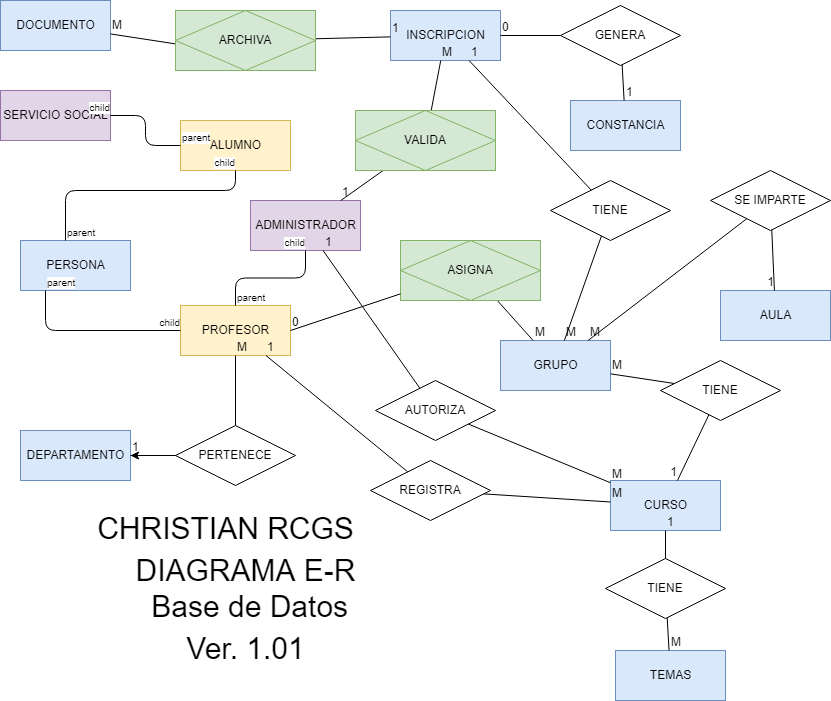 DOCUMENTO
M
ARCHIVA
1
INSCRIPCION
0
M
1
GENERA
1
CONSTANCIA
SERVICIO SOCIAL
child
parent
ALUMNO
child
VALIDA
1
ADMINISTRADOR
child
1
TIENE
SE IMPARTE
parent
PERSONA
parent
ASIGNA
1
AULA
parent
child
PROFESOR
0
M
1
M
M
M
GRUPO
M
TIENE
AUTORIZA
DEPARTAMENTO
1
PERTENECE
REGISTRA
M
1
M
CURSO
1
CHRISTIAN RCGS
DIAGRAMA E-R
Base de Datos
Ver. 1.01
TIENE
M
TEMAS